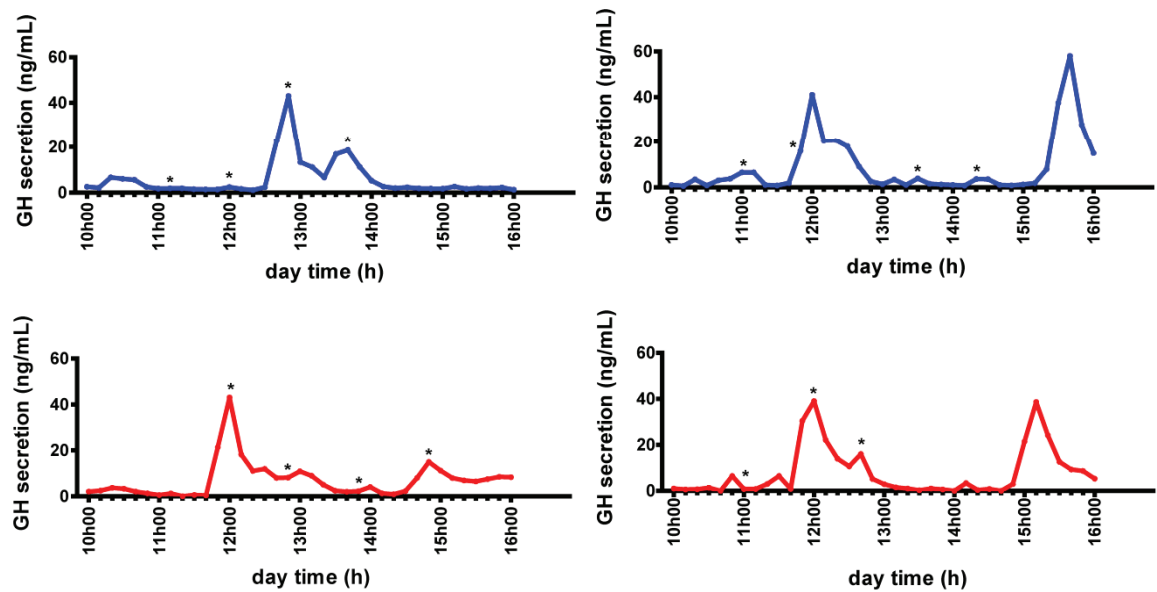 GH secretion (ng/mL)
60
40
20
0
*
*
*
*
10h00
11h00
12h00
13h00
14h00
15h00
16h00
day time (h)
GH secretion (ng/mL)
60
40
20
0
*
*
*
*
10h00
11h00
12h00
13h00
14h00
15h00
16h00
day time (h)
GH secretion (ng/mL)
60
40
20
0
*
*
*
*
10h00
11h00
12h00
13h00
14h00
15h00
16h00
day time (h)
GH secretion (ng/mL)
60
40
20
0
*
*
*
10h00
11h00
12h00
13h00
14h00
15h00
16h00
day time (h)